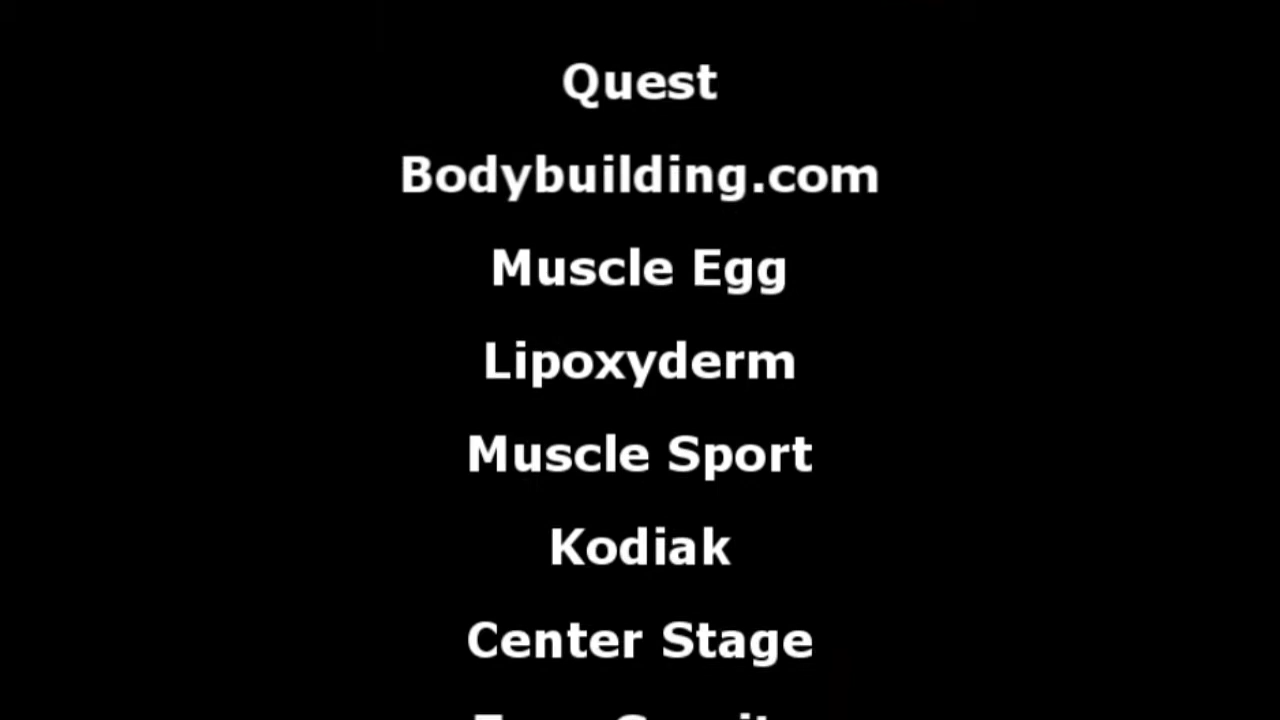 Quest
Bodybuilding.com
Muscle Egg
Lipoxyderm
Muscle Sport
Kodiak
Center Stage